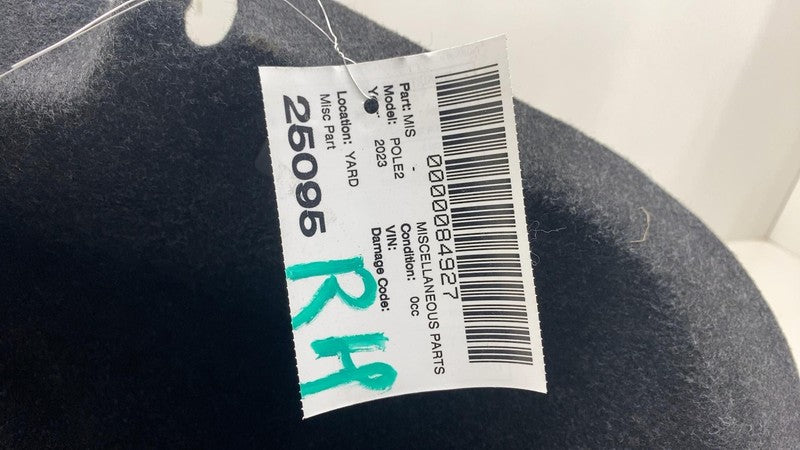 0000084927
MISCELLANEOUS PARTS
Part: MIS -
Condition: 0cc
Model: POLE2
VIN:
2023
Damage Code:
Location: YARD
Misc Part
25095
RH